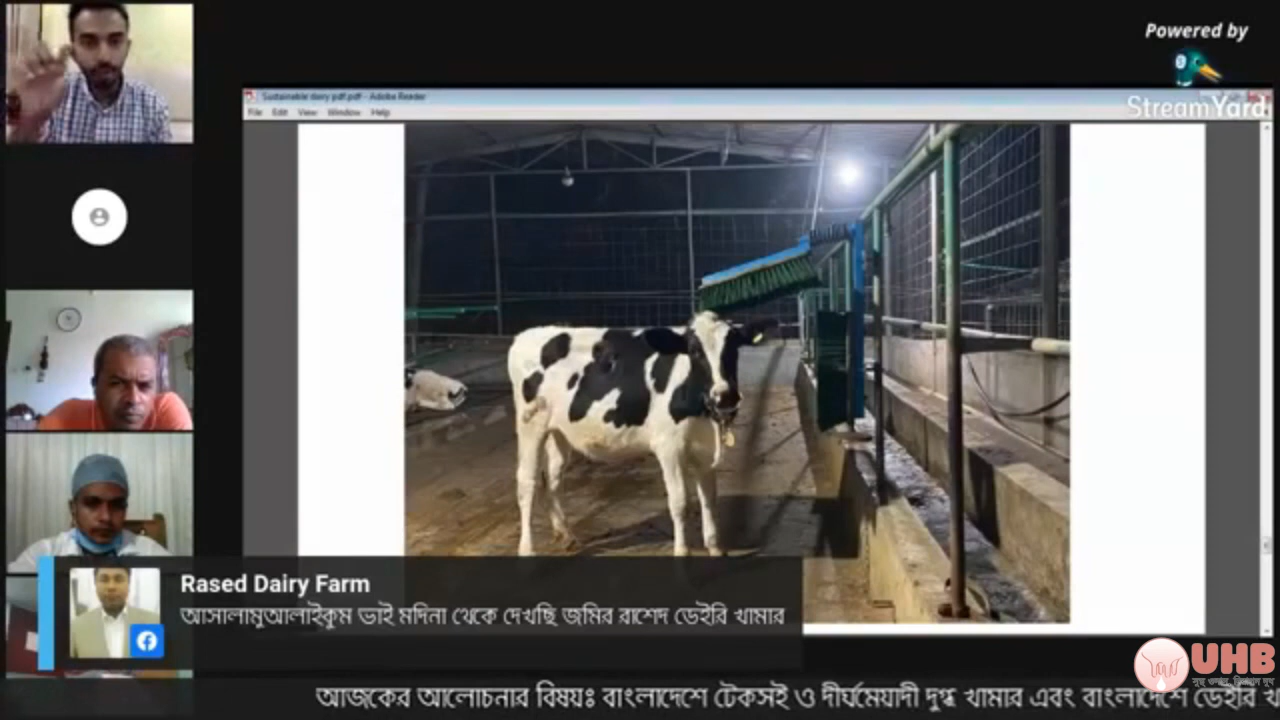 Powered by
StreamYard
Sustainable dairy pdf.pdf - Adobe Reader
File Edit View Window Help
Rased Dairy Farm
আসালামুআলাইকুম ভাই মদিনা থেকে দেখছি জমির রাশেদ ডেইরি খামার
UHB
আজকের আলোচনার বিষয়ঃ বাংলাদেশে টেকসই ও দীর্ঘমেয়াদী দুগ্ধ খামার এবং বাংলাদেশে ডেইরি